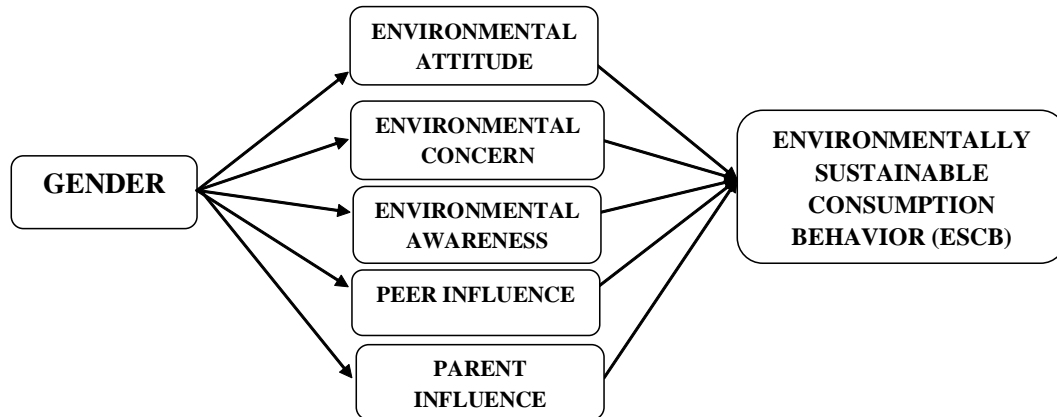 ENVIRONMENTAL
ATTITUDE
ENVIRONMENTAL
CONCERN
GENDER
ENVIRONMENTAL
AWARENESS
PEER INFLUENCE
PARENT
INFLUENCE
ENVIRONMENTALLY
SUSTAINABLE
CONSUMPTION
BEHAVIOR (ESCB)